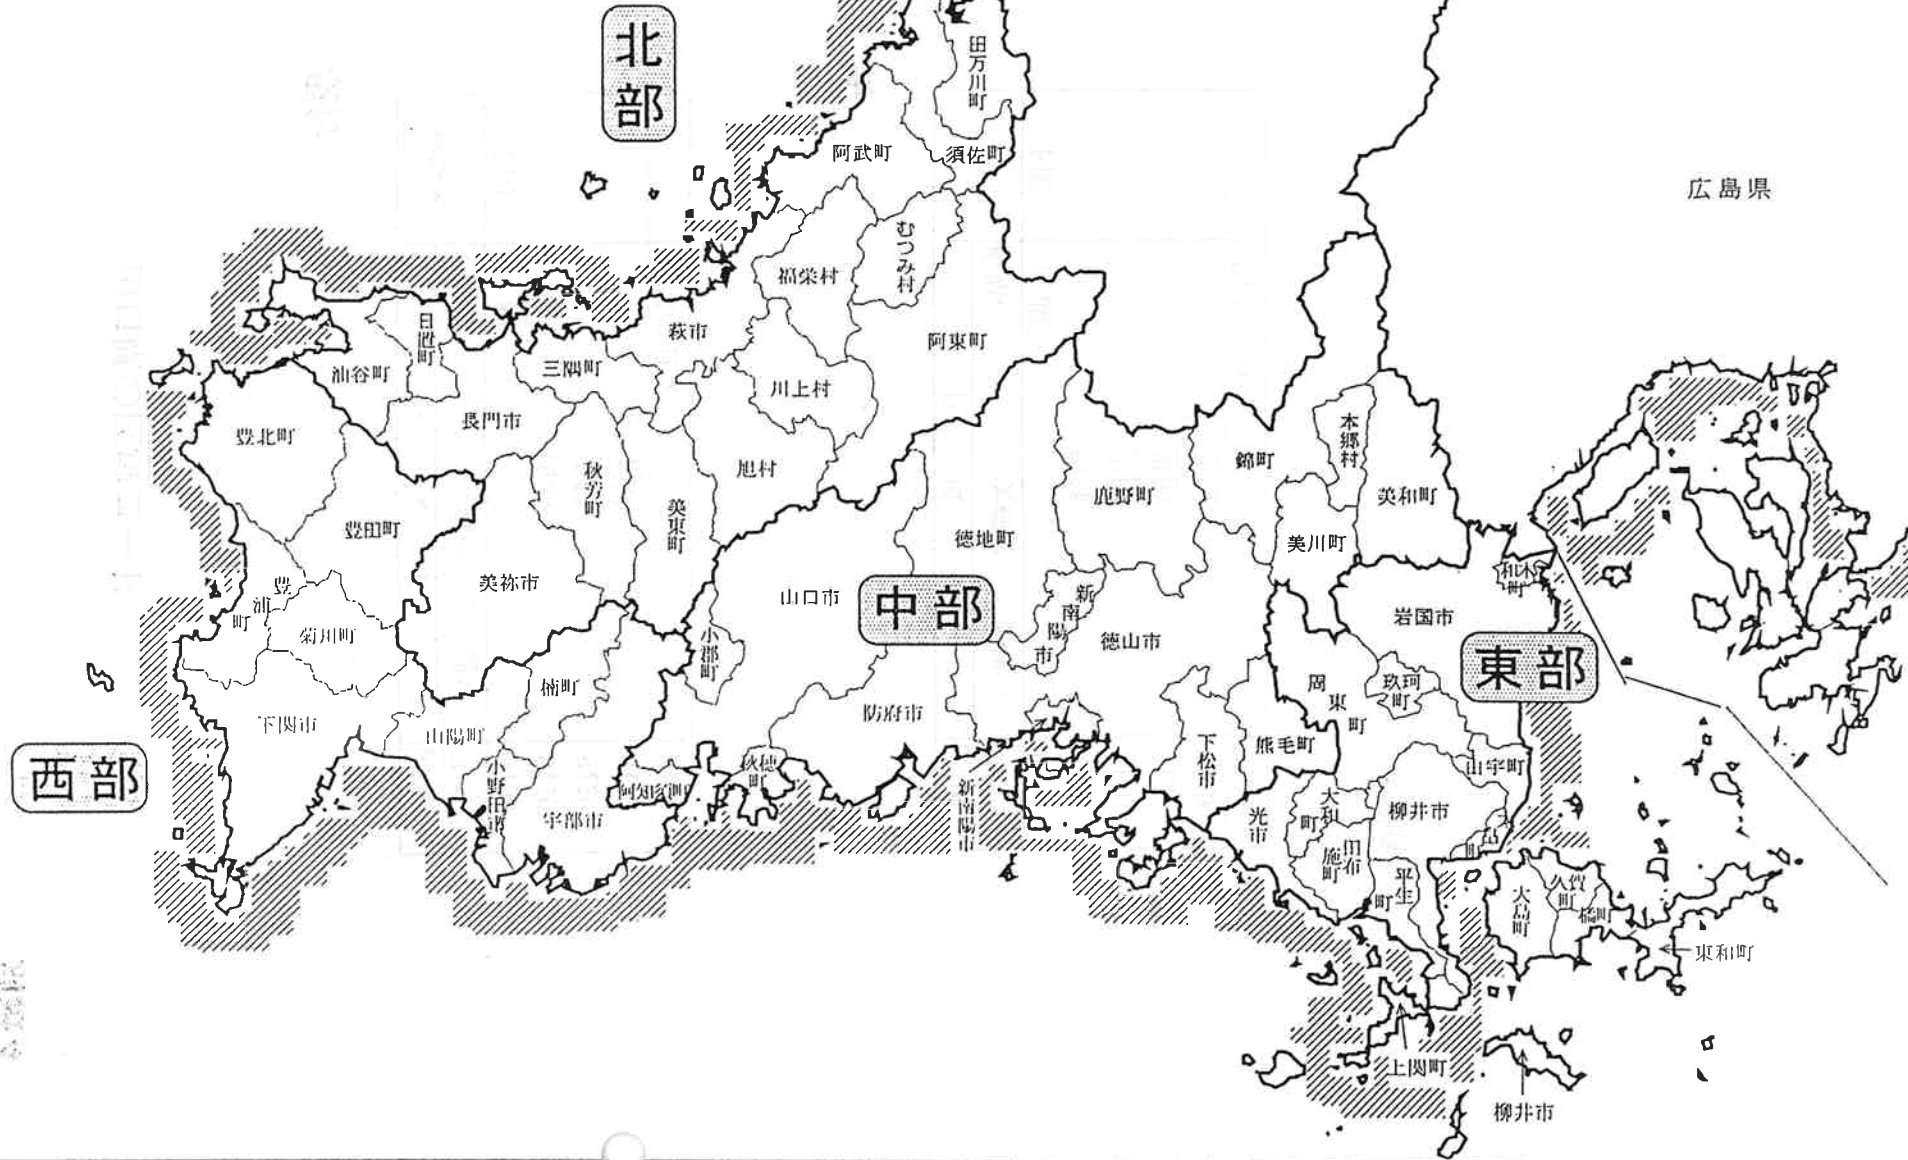 北部
田万川町
阿武町
須佐町
広島県
むつみ村
福栄村
萩市
阿東町
日置町
油谷町
三隅町
川上村
長門市
豊北町
秋芳町
美東町
旭村
徳地町
鹿野町
錦町
本郷村
美和町
豊田町
美川町
美祢市
山口市
中部
新南陽市
徳山市
和木町
岩国市
豊浦町
菊川町
小郡町
楠町
周東町
玖珂町
東部
下関市
山陽町
防府市
下松市
熊毛町
由宇町
西部
小野田市
宇部市
阿知須町
秋穂町
新南陽市
光市
大和町
柳井市
田布施町
平生町
大島町
久賀町
橘町
東和町
上関町
柳井市